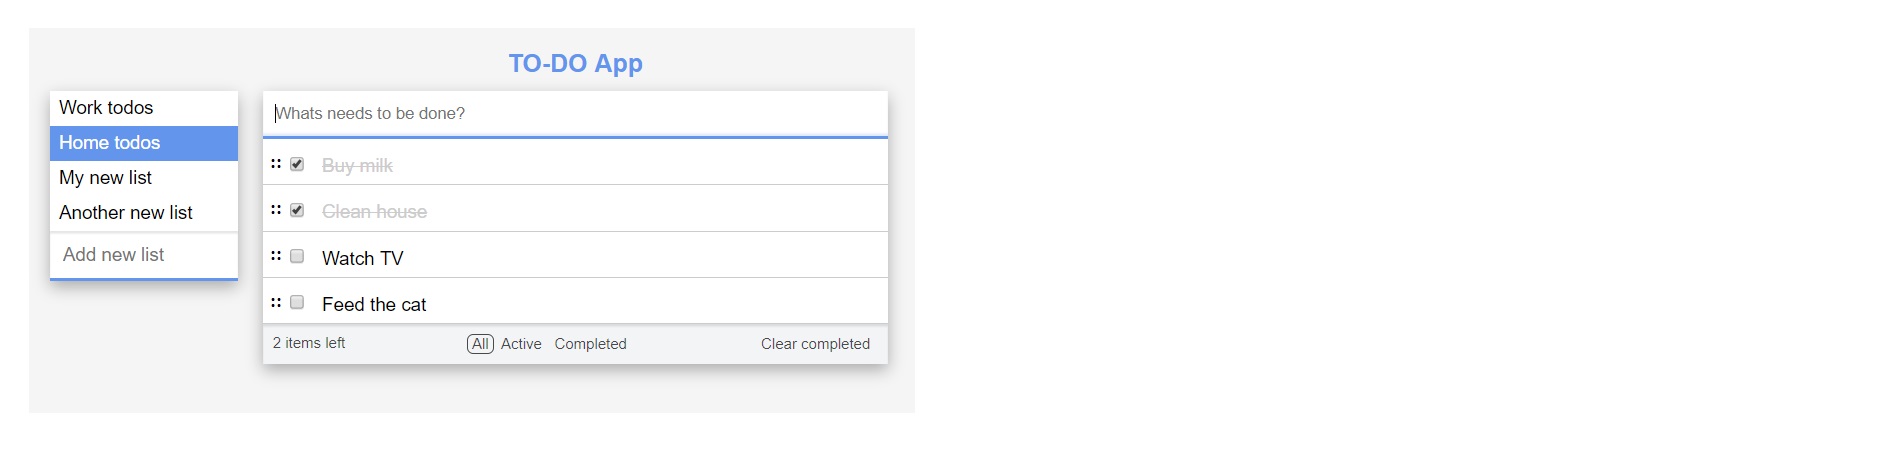 TO-DO App
Work todos
Home todos
My new list
Another new list
Add new list
Whats needs to be done?
Buy milk
Clean house
Watch TV
Feed the cat
2 items left
All Active Completed
Clear completed